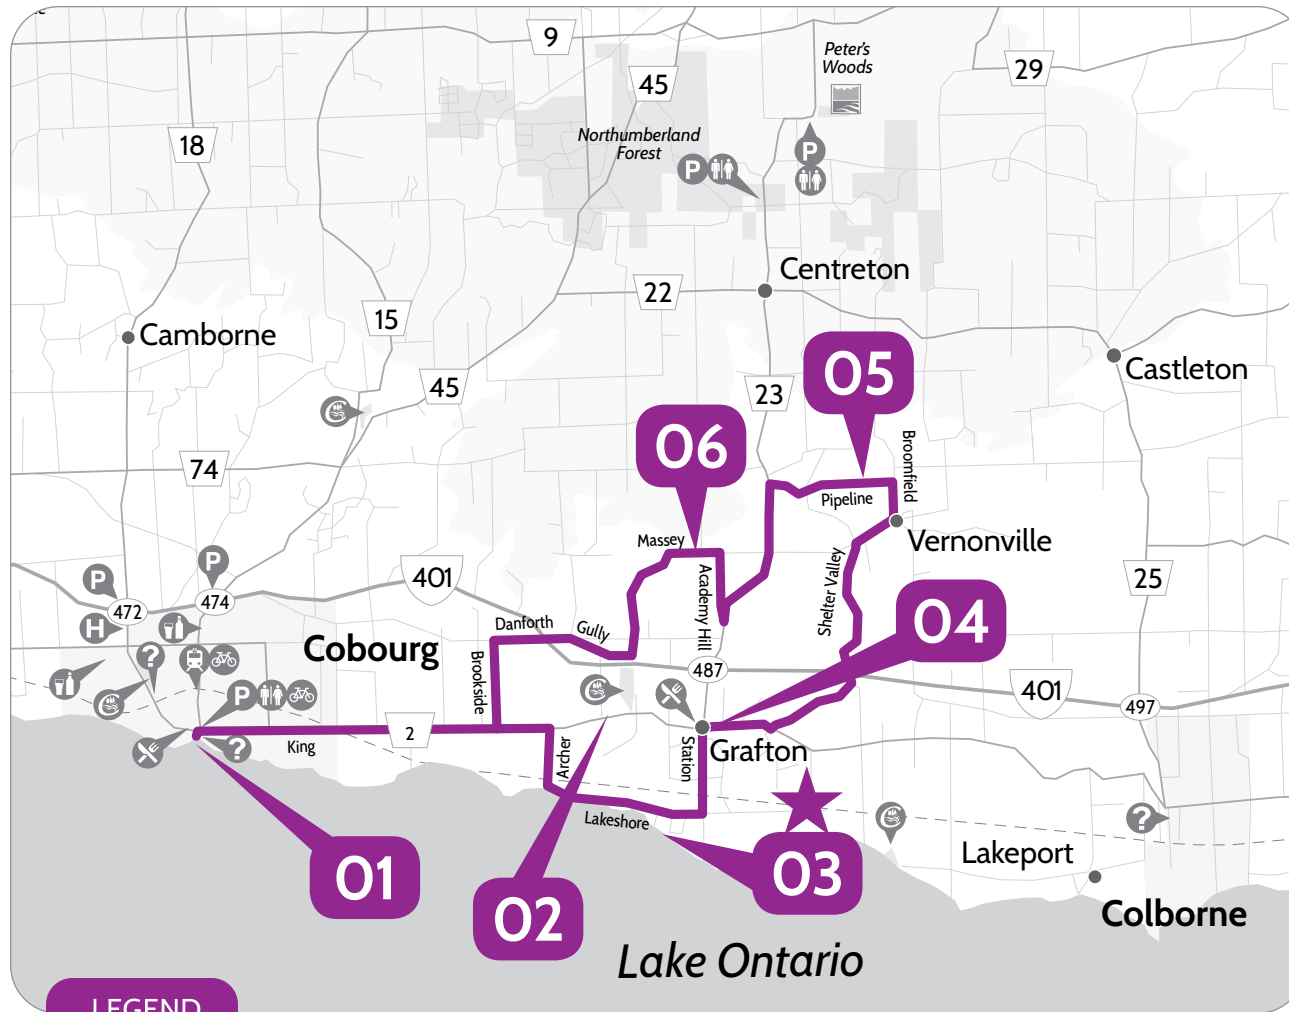 9
45
29
Peter's
Woods
18
Northumberland
Forest
P
P
Centreton
22
15
Camborne
Castleton
45
23
05
06
74
Broomfield
Pipeline
Vernonville
Massey
401
Academy Hill
Shelter Valley
25
P
P
472
474
H
04
Danforth
Gully
Cobourg
?
Brookside
487
401
497
P
2
King
?
Archer
Station
Grafton
Lakeshore
?
Lakeport
01
02
03
Colborne
Lake Ontario
LEGEND